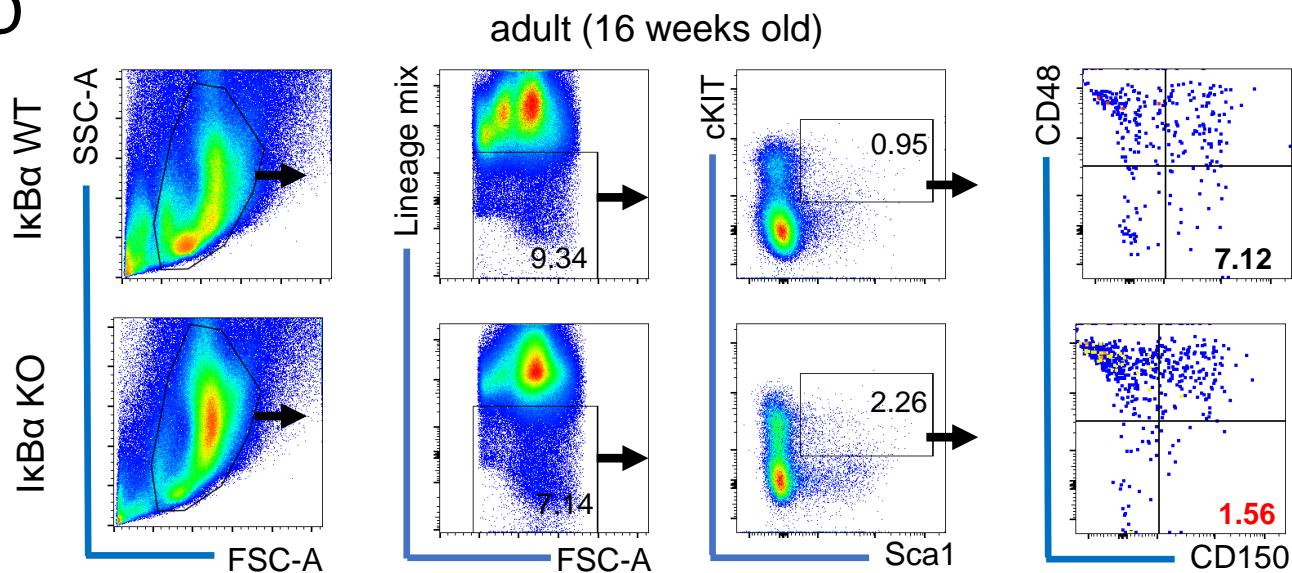 D
adult (16 weeks old)
IκBα WT
SSC-A
Lineage mix
9.34
cKIT
0.95
CD48
7.12
IκBα KO
7.14
2.26
1.56
FSC-A
FSC-A
Sca1
CD150